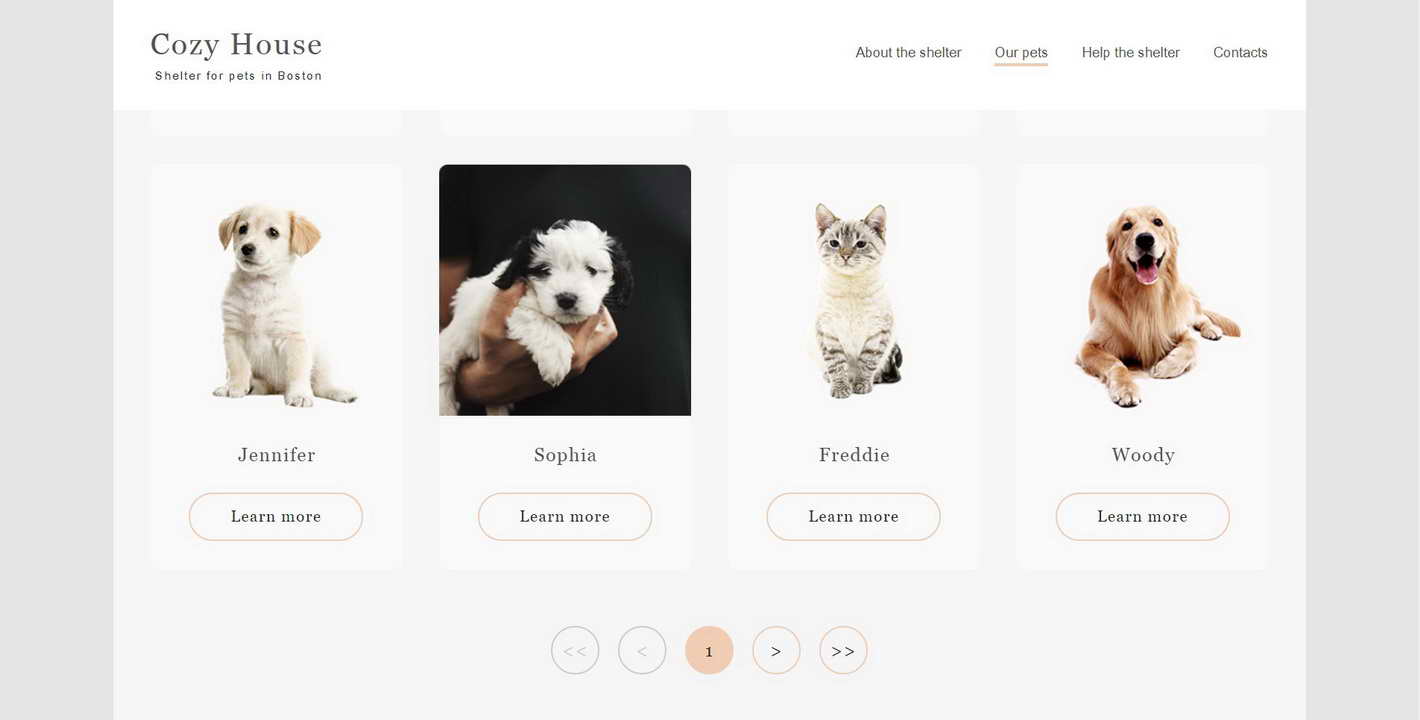 Cozy House
Shelter for pets in Boston
About the shelter Our pets Help the shelter Contacts
Jennifer Sophia Freddie Woody
Learn more Learn more Learn more Learn more
<< < 1 > >>